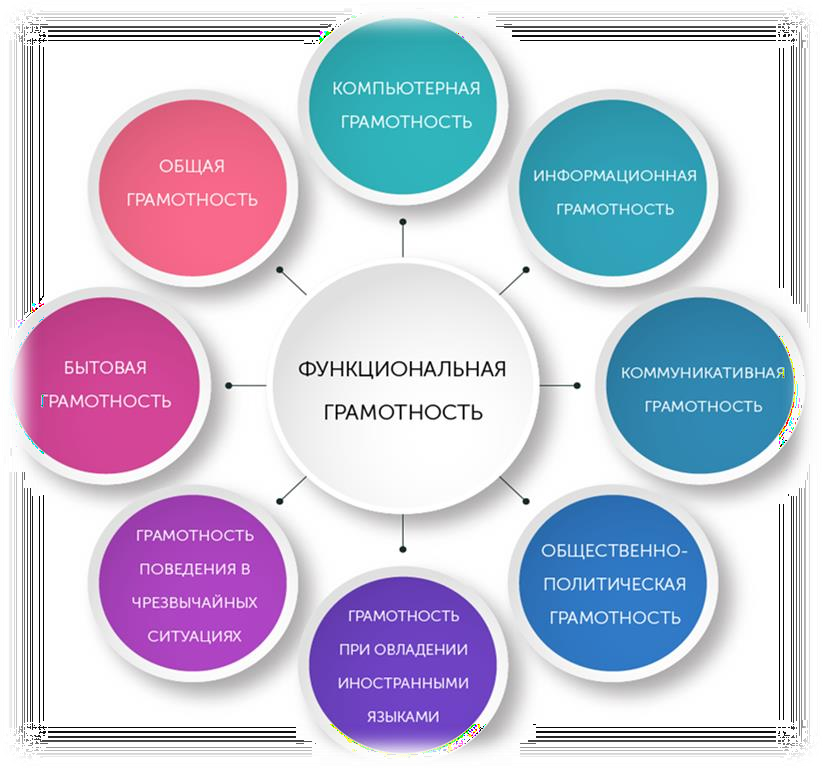 КОМПЬЮТЕРНАЯ
ГРАМОТНОСТЬ
ИНФОРМАЦИОННАЯ
ГРАМОТНОСТЬ
КОММУНИКАТИВНАЯ
ГРАМОТНОСТЬ
ОБЩЕСТВЕННО-
ПОЛИТИЧЕСКАЯ
ГРАМОТНОСТЬ
ГРАМОТНОСТЬ
ПРИ ОВЛАДЕНИИ
ИНОСТРАННЫМИ
ЯЗЫКАМИ
ГРАМОТНОСТЬ
ПОВЕДЕНИЯ В
ЧРЕЗВЫЧАЙНЫХ
СИТУАЦИЯХ
БЫТОВАЯ
ГРАМОТНОСТЬ
ОБЩАЯ
ГРАМОТНОСТЬ
ФУНКЦИОНАЛЬНАЯ
ГРАМОТНОСТЬ